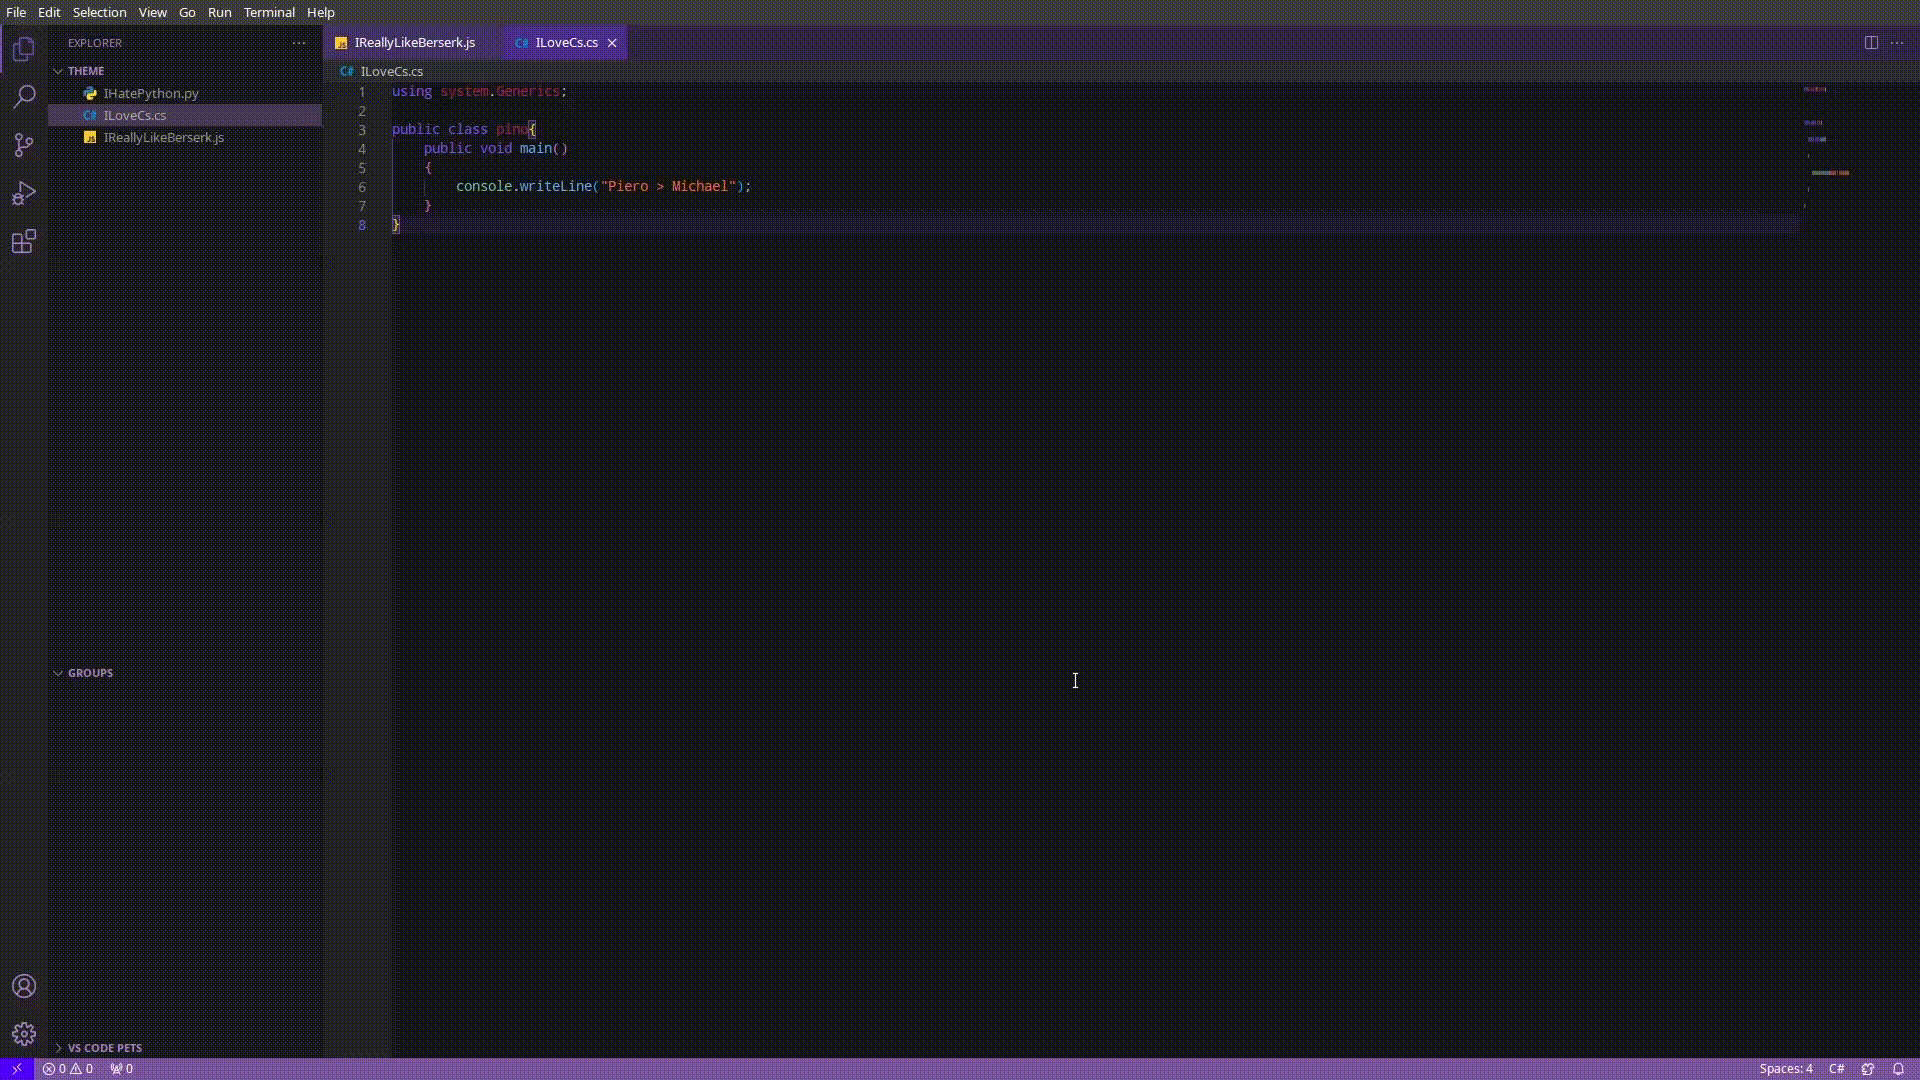 File Edit Selection View Go Run Terminal Help
EXPLORER
THEME
IHatePython.py
ILoveCs.cs
IReallyLikeBerserk.js
GROUPS
VS CODE PETS
IReallyLikeBerserk.js ILoveCs.cs
ILoveCs.cs
1 using system.Generics;
2
3 public class pino{
4 public void main()
5 {
6 console.writeLine("Piero > Michael");
7 }
8 }
0 0 0 Spaces: 4 C#